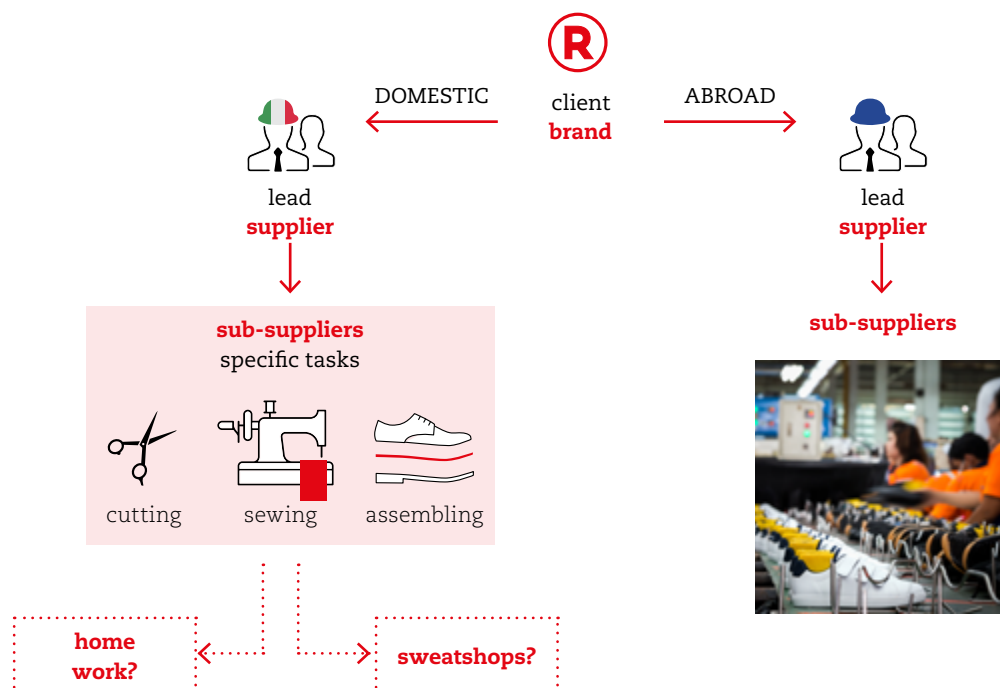 R
DOMESTIC
client
brand
ABROAD
lead
supplier
lead
supplier
sub-suppliers
specific tasks
sub-suppliers
cutting
sewing
assembling
home
work?
sweatshops?